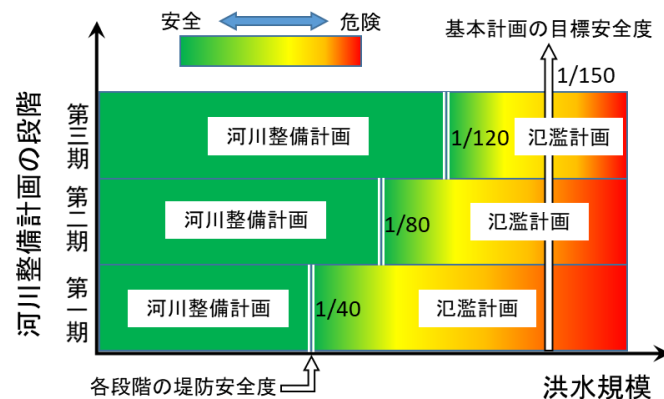 安全
危険
基本計画の目標安全度
1/150
河川整備計画の段階
第三期
河川整備計画
1/120
氾濫計画
第二期
河川整備計画
1/80
氾濫計画
第一期
河川整備計画
1/40
氾濫計画
各段階の堤防安全度
洪水規模